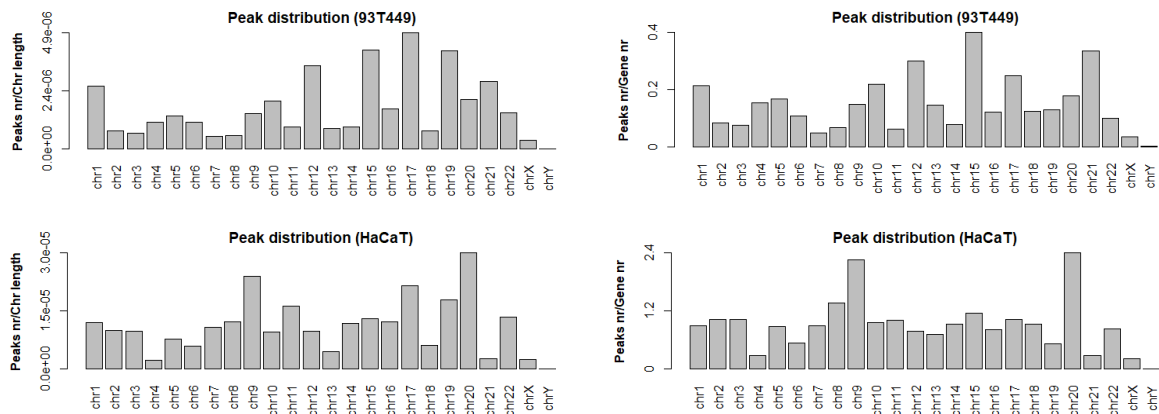 Peak distribution (93T449)
Peaks nr/Chr length
4.9e-06
2.4e-06
0.0e+00
chr1 chr2 chr3 chr4 chr5 chr6 chr7 chr8 chr9 chr10 chr11 chr12 chr13 chr14 chr15 chr16 chr17 chr18 chr19 chr20 chr21 chr22 chrX chrY
Peak distribution (93T449)
Peaks nr/Gene nr
0.4
0.2
0
chr1 chr2 chr3 chr4 chr5 chr6 chr7 chr8 chr9 chr10 chr11 chr12 chr13 chr14 chr15 chr16 chr17 chr18 chr19 chr20 chr21 chr22 chrX chrY
Peak distribution (HaCaT)
Peaks nr/Chr length
3.0e-05
1.5e-05
0.0e+00
chr1 chr2 chr3 chr4 chr5 chr6 chr7 chr8 chr9 chr10 chr11 chr12 chr13 chr14 chr15 chr16 chr17 chr18 chr19 chr20 chr21 chr22 chrX chrY
Peak distribution (HaCaT)
Peaks nr/Gene nr
2.4
1.2
0
chr1 chr2 chr3 chr4 chr5 chr6 chr7 chr8 chr9 chr10 chr11 chr12 chr13 chr14 chr15 chr16 chr17 chr18 chr19 chr20 chr21 chr22 chrX chrY